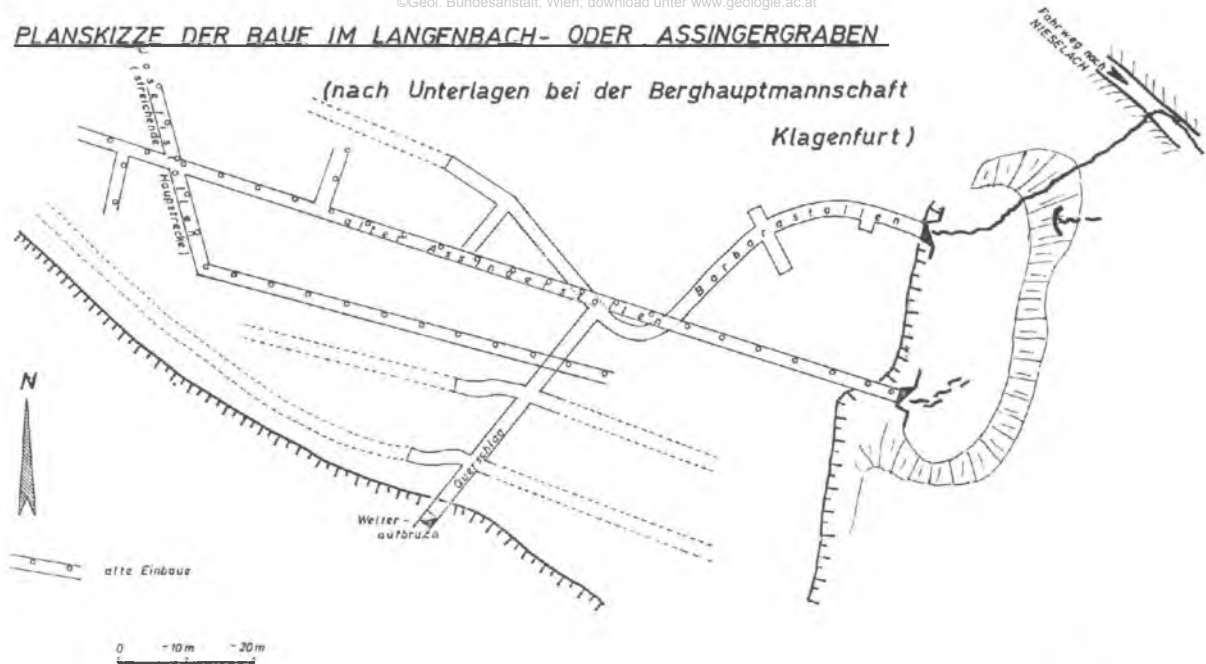 ©Geol. Bundesanstalt, Wien; download unter www.geologie.ac.at
PLANSKIZZE DER BAUE IM LANGENBACH- ODER ASSINGERGRABEN
(nach Unterlagen bei der Berghauptmannschaft
Klagenfurt)
Fahrweg nach
NIESELACH
(streichende
Hauptstrecke)
alter Assingerstollen
Barbarastollen
Querschlag
Wetter-
aufbruch
N
alte Einbaue
0 -10m -20m